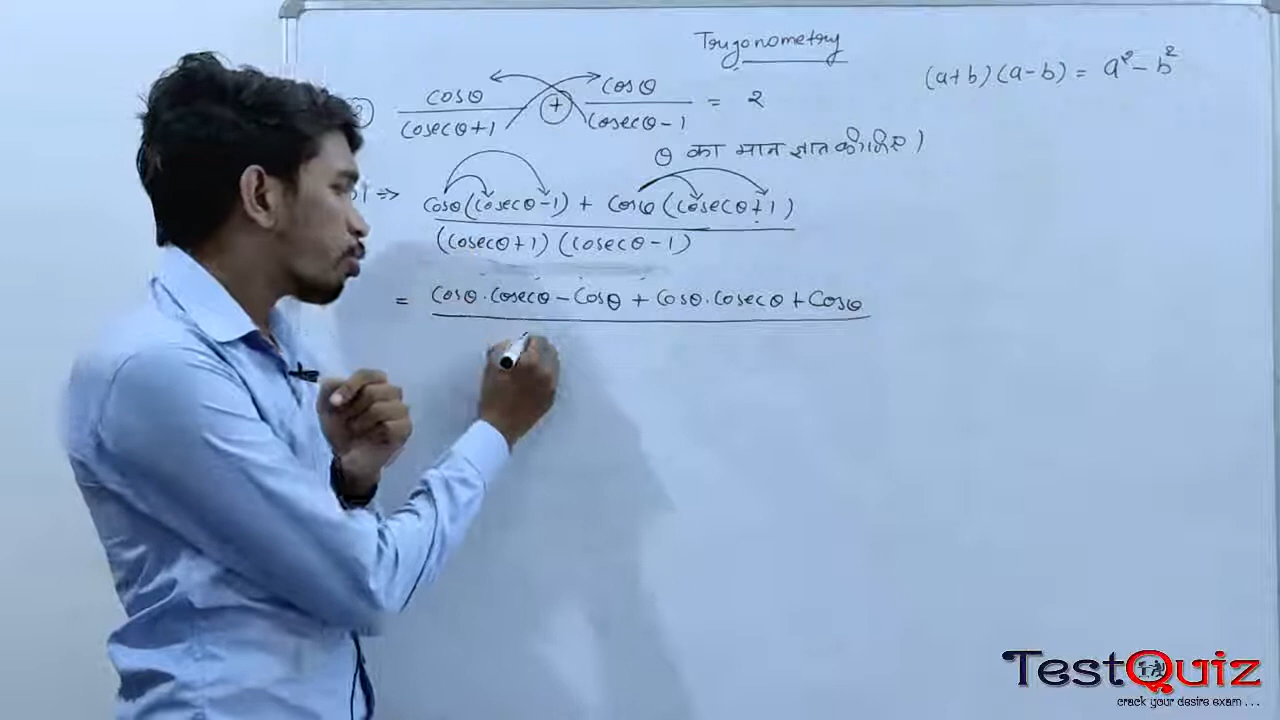 Trigonometry
(a+b)(a-b) = a² - b²
cosθ/(cosecθ+1) + cosθ/(cosecθ-1) = 2
θ का मान ज्ञात कीजिए।
⇒ cosθ(cosecθ-1) + cosθ(cosecθ+1)
(cosecθ+1)(cosecθ-1)
= cosθ.cosecθ - cosθ + cosθ.cosecθ + cosθ
TestQuiz
crack your desire exam ...